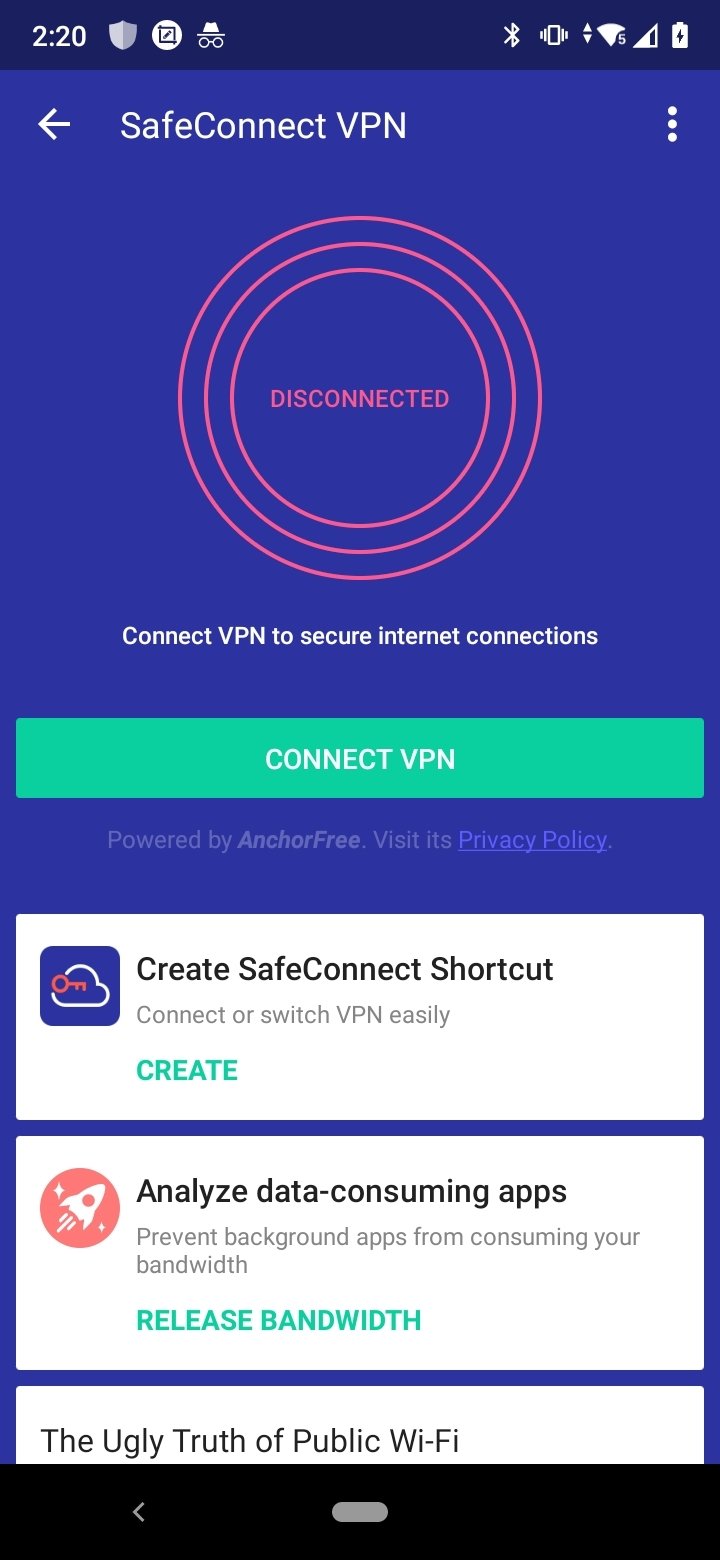 2:20
5
SafeConnect VPN
DISCONNECTED
Connect VPN to secure internet connections
CONNECT VPN
Powered by AnchorFree. Visit its Privacy Policy.
Create SafeConnect Shortcut
Connect or switch VPN easily
CREATE
Analyze data-consuming apps
Prevent background apps from consuming your
bandwidth
RELEASE BANDWIDTH
The Ugly Truth of Public Wi-Fi